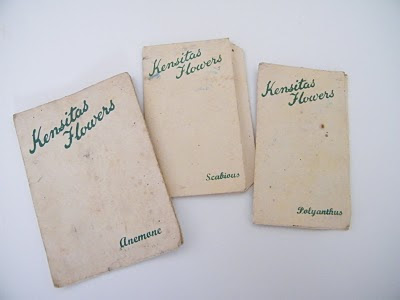 Kensitas
Flowers
Anemone
Kensitas
Flowers
Scabious
Kensitas
Flowers
Polyanthus